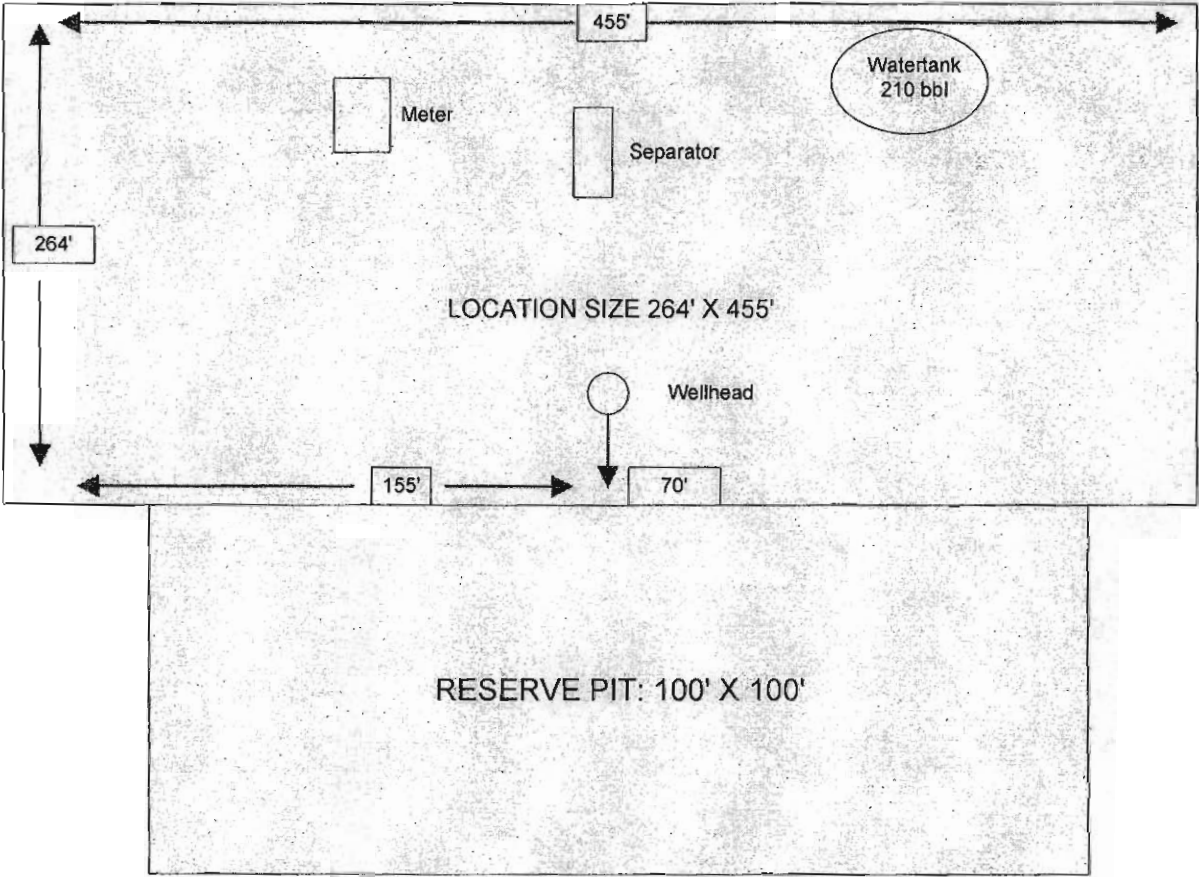 455'
Watertank
210 bbl
Meter
Separator
264'
LOCATION SIZE 264' X 455'
Wellhead
155'
70'
RESERVE PIT: 100' X 100'